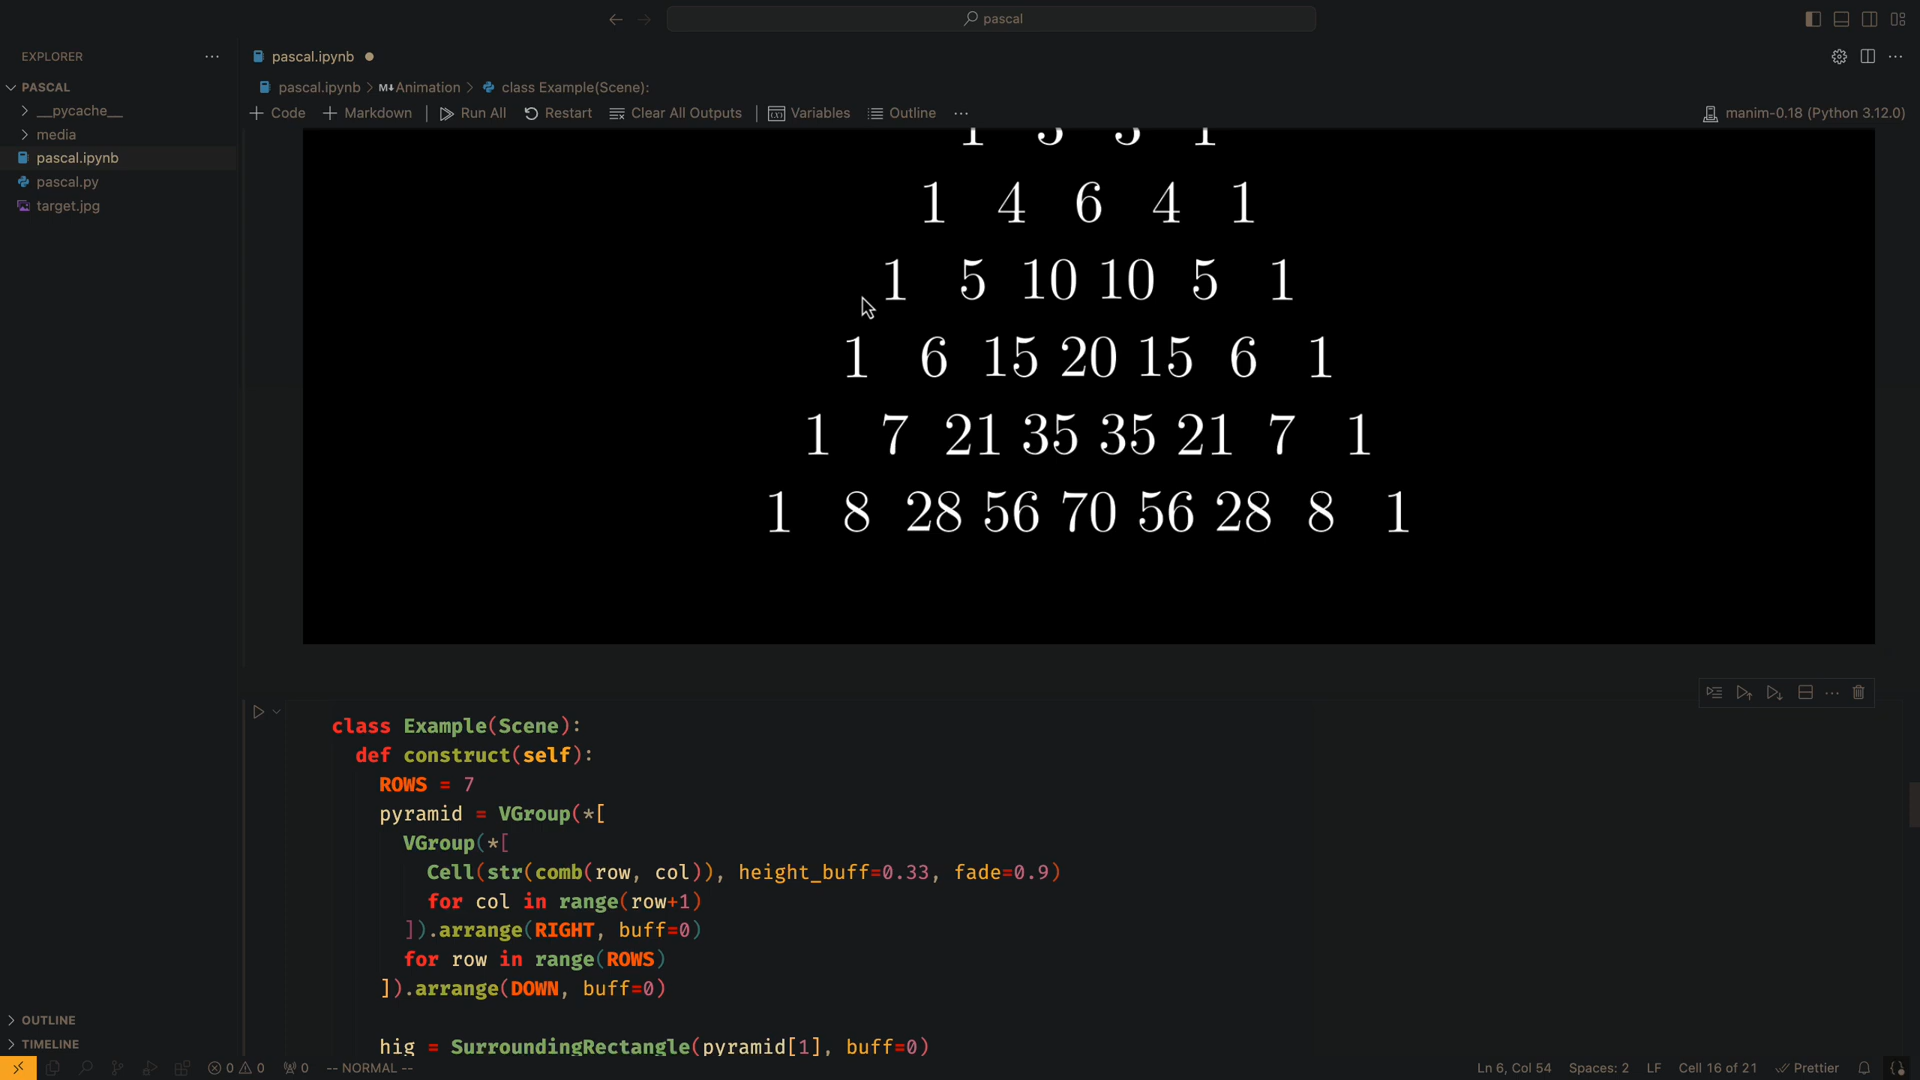 pascal
EXPLORER
pascal.ipynb
PASCAL
pascal.ipynb > M↓Animation > class Example(Scene):
__pycache__
+ Code + Markdown Run All Restart Clear All Outputs Variables Outline ... manim-0.18 (Python 3.12.0)
media
pascal.ipynb
pascal.py
target.jpg
1 3 3 1
1 4 6 4 1
1 5 10 10 5 1
1 6 15 20 15 6 1
1 7 21 35 35 21 7 1
1 8 28 56 70 56 28 8 1
class Example(Scene):
def construct(self):
ROWS = 7
pyramid = VGroup(*[
VGroup(*[
Cell(str(comb(row, col)), height_buff=0.33, fade=0.9)
for col in range(row+1)
]).arrange(RIGHT, buff=0)
for row in range(ROWS)
]).arrange(DOWN, buff=0)
hig = SurroundingRectangle(pyramid[1], buff=0)
OUTLINE
TIMELINE
0 0 0 -- NORMAL -- Ln 6, Col 54 Spaces: 2 LF Cell 16 of 21 Prettier